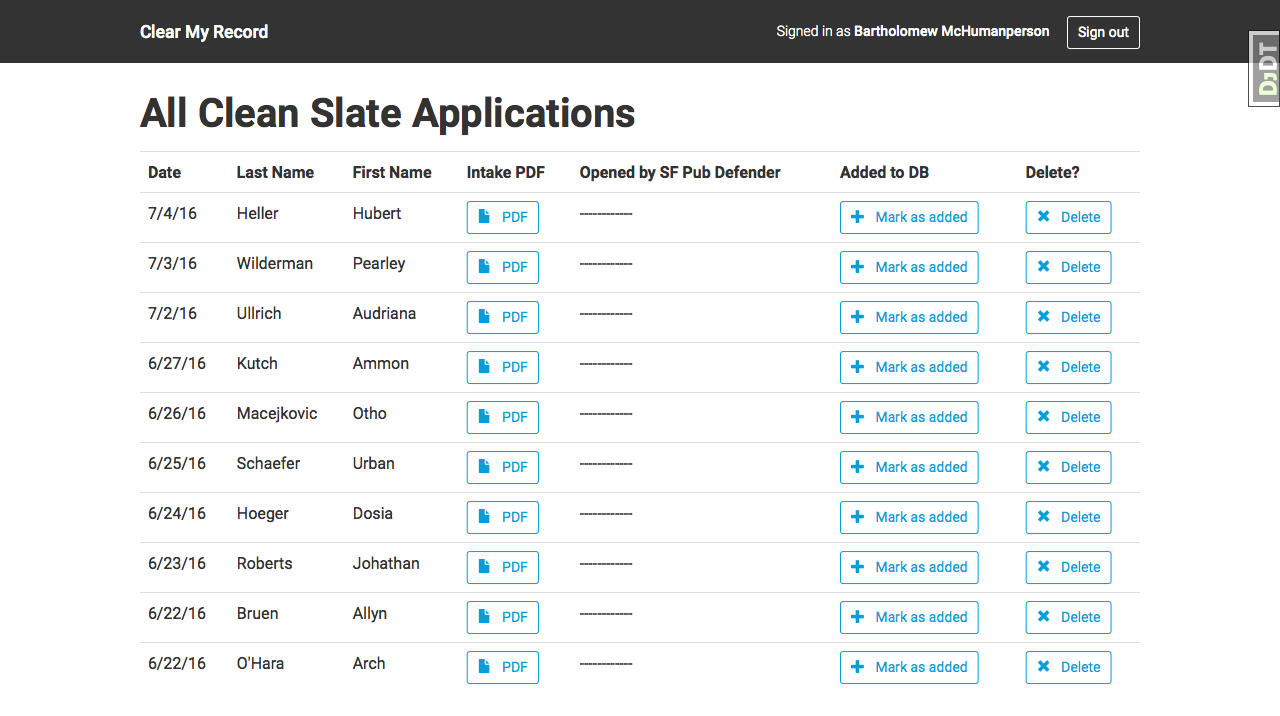 Clear My Record Signed in as Bartholomew McHumanperson Sign out
DJDT
All Clean Slate Applications
Date Last Name First Name Intake PDF Opened by SF Pub Defender Added to DB Delete?
7/4/16 Heller Hubert PDF ------------ Mark as added Delete
7/3/16 Wilderman Pearley PDF ------------ Mark as added Delete
7/2/16 Ullrich Audriana PDF ------------ Mark as added Delete
6/27/16 Kutch Ammon PDF ------------ Mark as added Delete
6/26/16 Macejkovic Otho PDF ------------ Mark as added Delete
6/25/16 Schaefer Urban PDF ------------ Mark as added Delete
6/24/16 Hoeger Dosia PDF ------------ Mark as added Delete
6/23/16 Roberts Johathan PDF ------------ Mark as added Delete
6/22/16 Bruen Allyn PDF ------------ Mark as added Delete
6/22/16 O'Hara Arch PDF ------------ Mark as added Delete